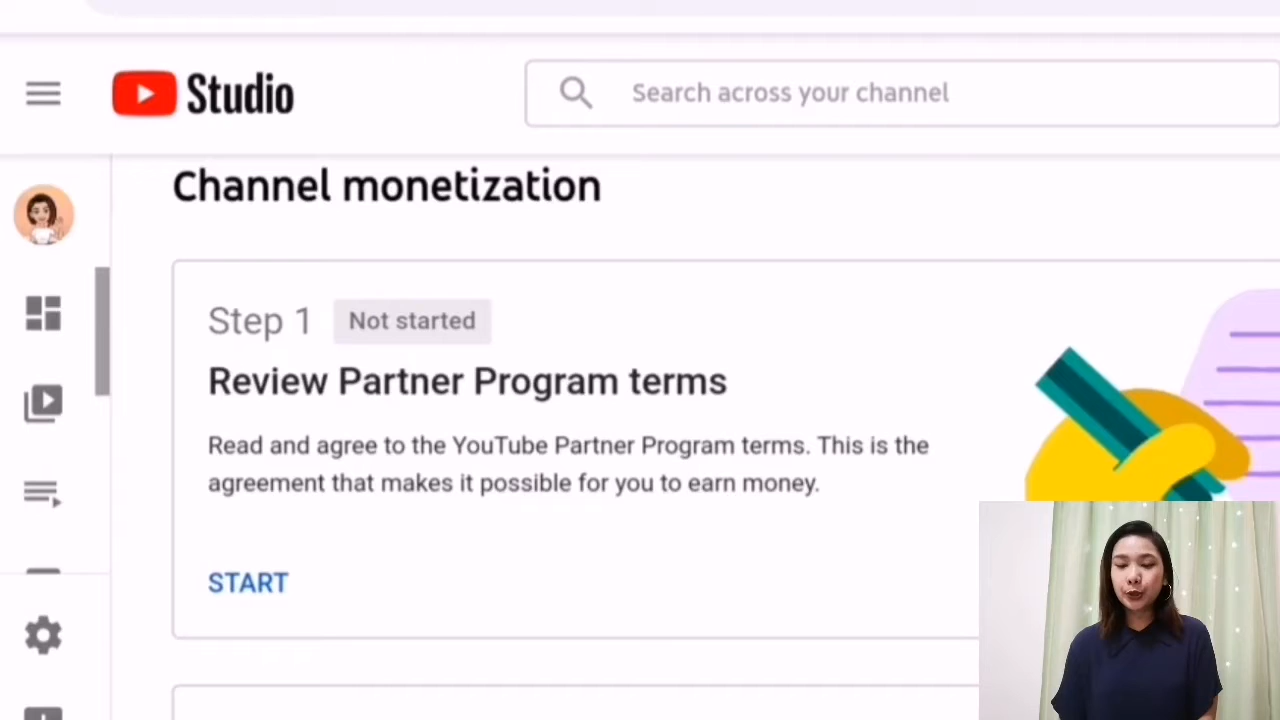 Studio
Search across your channel
Channel monetization
Step 1 Not started
Review Partner Program terms
Read and agree to the YouTube Partner Program terms. This is the
agreement that makes it possible for you to earn money.
START